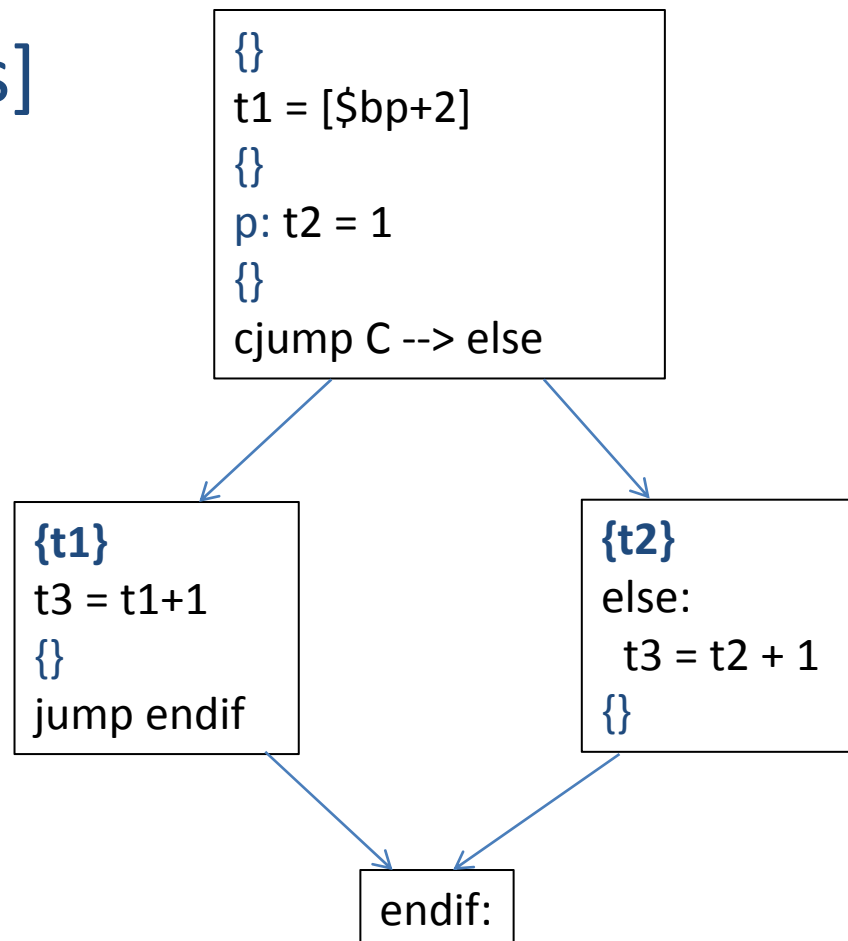 s]
{}
t1 = [$bp+2]
{}
p: t2 = 1
{}
cjump C --> else
{t1}
t3 = t1+1
{}
jump endif
{t2}
else:
t3 = t2 + 1
{}
endif: